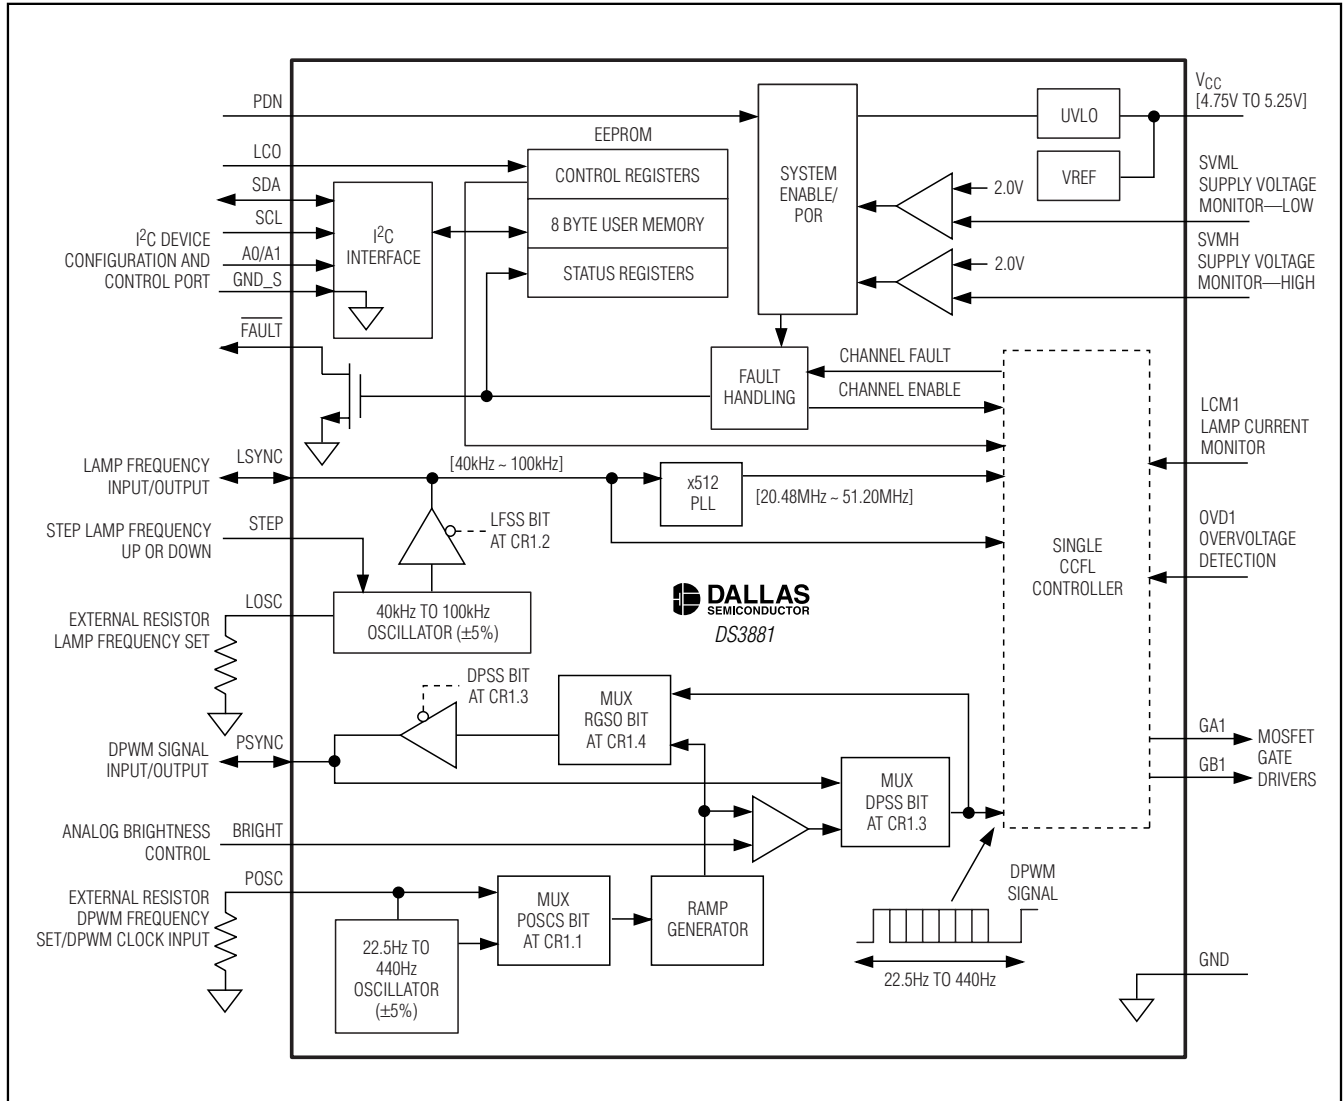 PDN
LCO
SDA
SCL
I2C DEVICE
CONFIGURATION AND
CONTROL PORT
A0/A1
GND_S
FAULT
I2C
INTERFACE
EEPROM
CONTROL REGISTERS
8 BYTE USER MEMORY
STATUS REGISTERS
SYSTEM
ENABLE/
POR
UVLO
VREF
2.0V
2.0V
VCC
[4.75V TO 5.25V]
SVML
SUPPLY VOLTAGE
MONITOR—LOW
SVMH
SUPPLY VOLTAGE
MONITOR—HIGH
FAULT
HANDLING
CHANNEL FAULT
CHANNEL ENABLE
LCM1
LAMP CURRENT
MONITOR
LAMP FREQUENCY
INPUT/OUTPUT
LSYNC
[40kHz ~ 100kHz]
x512
PLL
[20.48MHz ~ 51.20MHz]
STEP LAMP FREQUENCY
UP OR DOWN
STEP
LFSS BIT
AT CR1.2
OVD1
OVERVOLTAGE
DETECTION
SINGLE
CCFL
CONTROLLER
EXTERNAL RESISTOR
LAMP FREQUENCY SET
LOSC
40kHz TO 100kHz
OSCILLATOR (±5%)
DALLAS
SEMICONDUCTOR
DS3881
DPSS BIT
AT CR1.3
MUX
RGSO BIT
AT CR1.4
DPWM SIGNAL
INPUT/OUTPUT
PSYNC
MUX
DPSS BIT
AT CR1.3
GA1
GB1
MOSFET
GATE
DRIVERS
ANALOG BRIGHTNESS
CONTROL
BRIGHT
EXTERNAL RESISTOR
DPWM FREQUENCY
SET/DPWM CLOCK INPUT
POSC
22.5Hz TO
440Hz
OSCILLATOR
(±5%)
MUX
POSCS BIT
AT CR1.1
RAMP
GENERATOR
DPWM
SIGNAL
22.5Hz TO 440Hz
GND